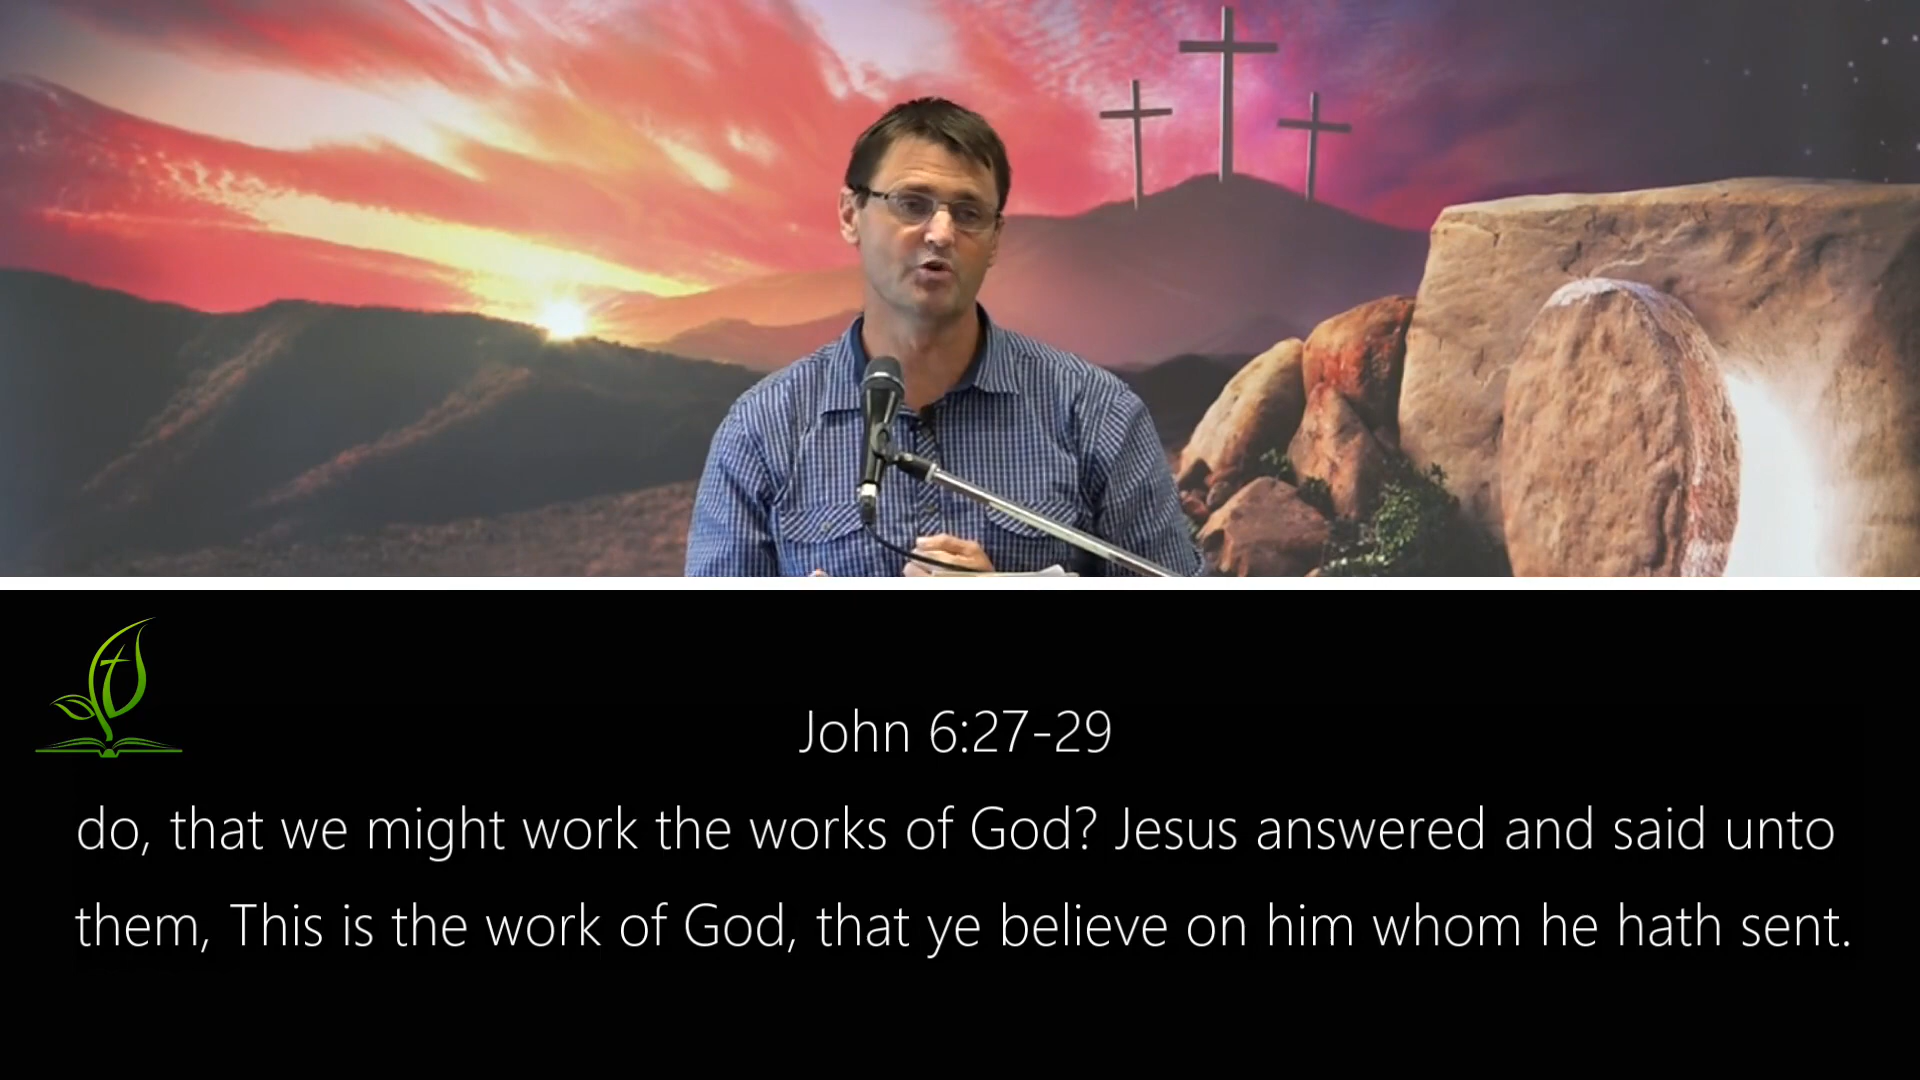 John 6:27-29
do, that we might work the works of God? Jesus answered and said unto
them, This is the work of God, that ye believe on him whom he hath sent.